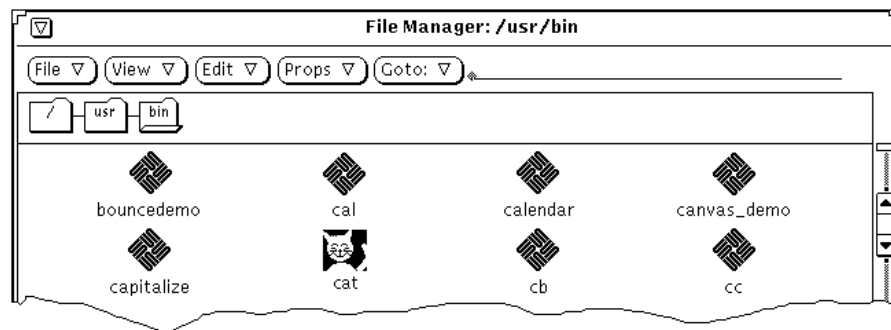 File Manager: /usr/bin
File View Edit Props Goto:
/ usr bin
bouncedemo cal calendar canvas_demo
capitalize cat cb cc